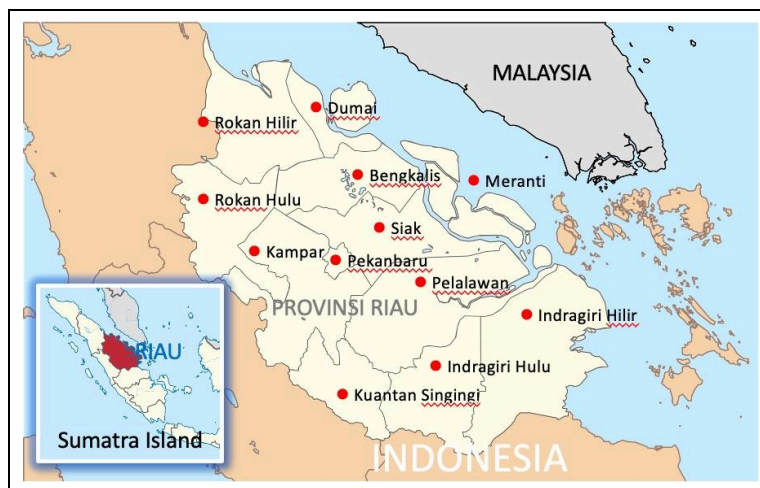 MALAYSIA
Dumai
Rokan Hilir
Bengkalis
Meranti
Rokan Hulu
Siak
Kampar
Pekanbaru
Pelalawan
PROVINSI RIAU
Indragiri Hilir
RIAU
Indragiri Hulu
Kuantan Singingi
Sumatra Island
INDONESIA